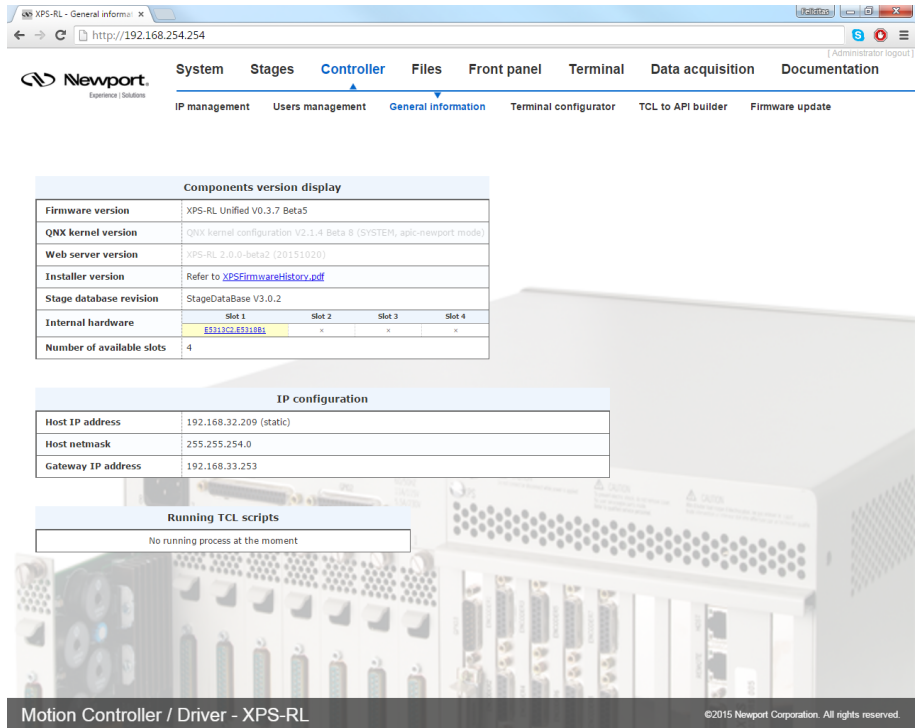 XPS-RL - General informat
Felicitas
http://192.168.254.254
[ Administrator logout ]
Newport.
Experience | Solutions
System Stages Controller Files Front panel Terminal Data acquisition Documentation
IP management Users management General information Terminal configurator TCL to API builder Firmware update
Components version display
Firmware version XPS-RL Unified V0.3.7 Beta5
QNX kernel version QNX kernel configuration V2.1.4 Beta 8 (SYSTEM, apic-newport mode)
Web server version XPS-RL 2.0.0-beta2 (20151020)
Installer version Refer to XPSFirmwareHistory.pdf
Stage database revision StageDataBase V3.0.2
Internal hardware
Slot 1 Slot 2 Slot 3 Slot 4
E5313C2.E5318B1 × × ×
Number of available slots 4
IP configuration
Host IP address 192.168.32.209 (static)
Host netmask 255.255.254.0
Gateway IP address 192.168.33.253
Running TCL scripts
No running process at the moment
Motion Controller / Driver - XPS-RL
©2015 Newport Corporation. All rights reserved.